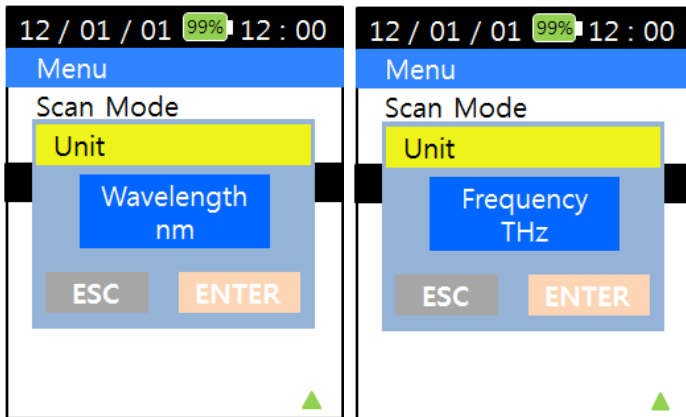 12 / 01 / 01 99% 12 : 00
Menu
Scan Mode
Unit
Wavelength
nm
ESC ENTER
12 / 01 / 01 99% 12 : 00
Menu
Scan Mode
Unit
Frequency
THz
ESC ENTER